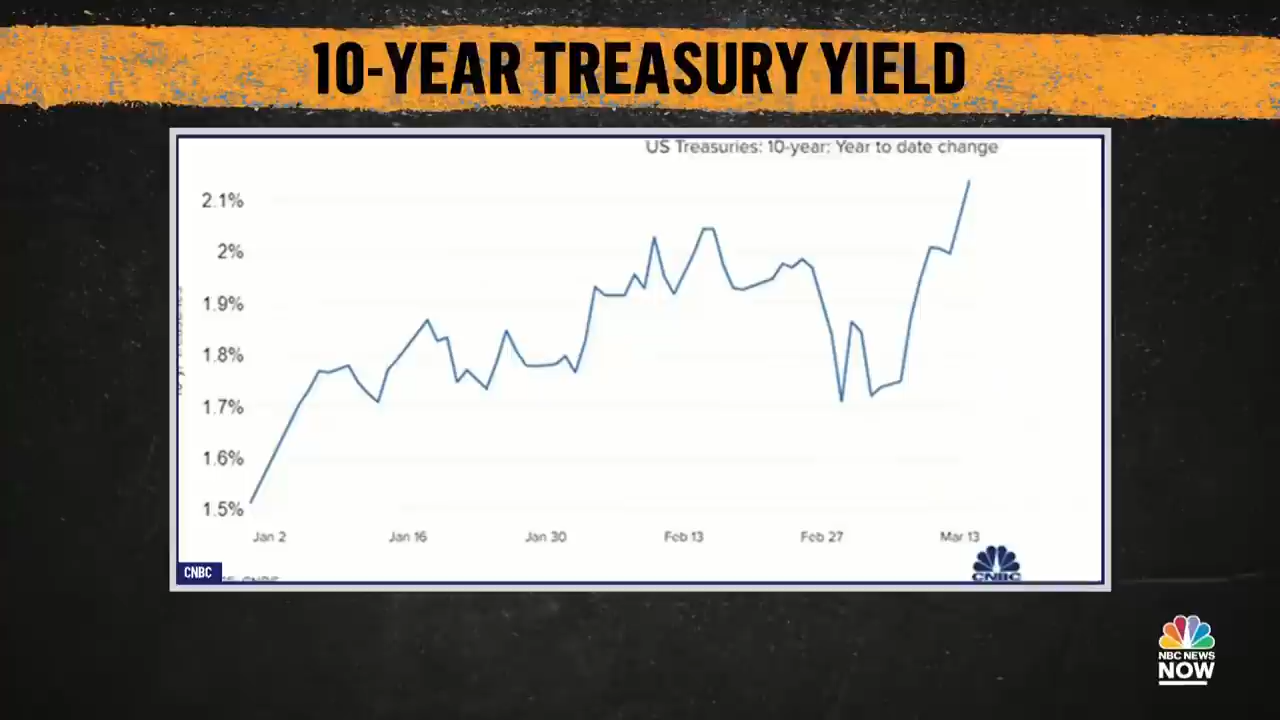 10-YEAR TREASURY YIELD
US Treasuries: 10-year: Year to date change
2.1%
2%
1.9%
1.8%
1.7%
1.6%
1.5%
Jan 2 Jan 16 Jan 30 Feb 13 Feb 27 Mar 13
CNBC
CNBC
NBC NEWS
NOW